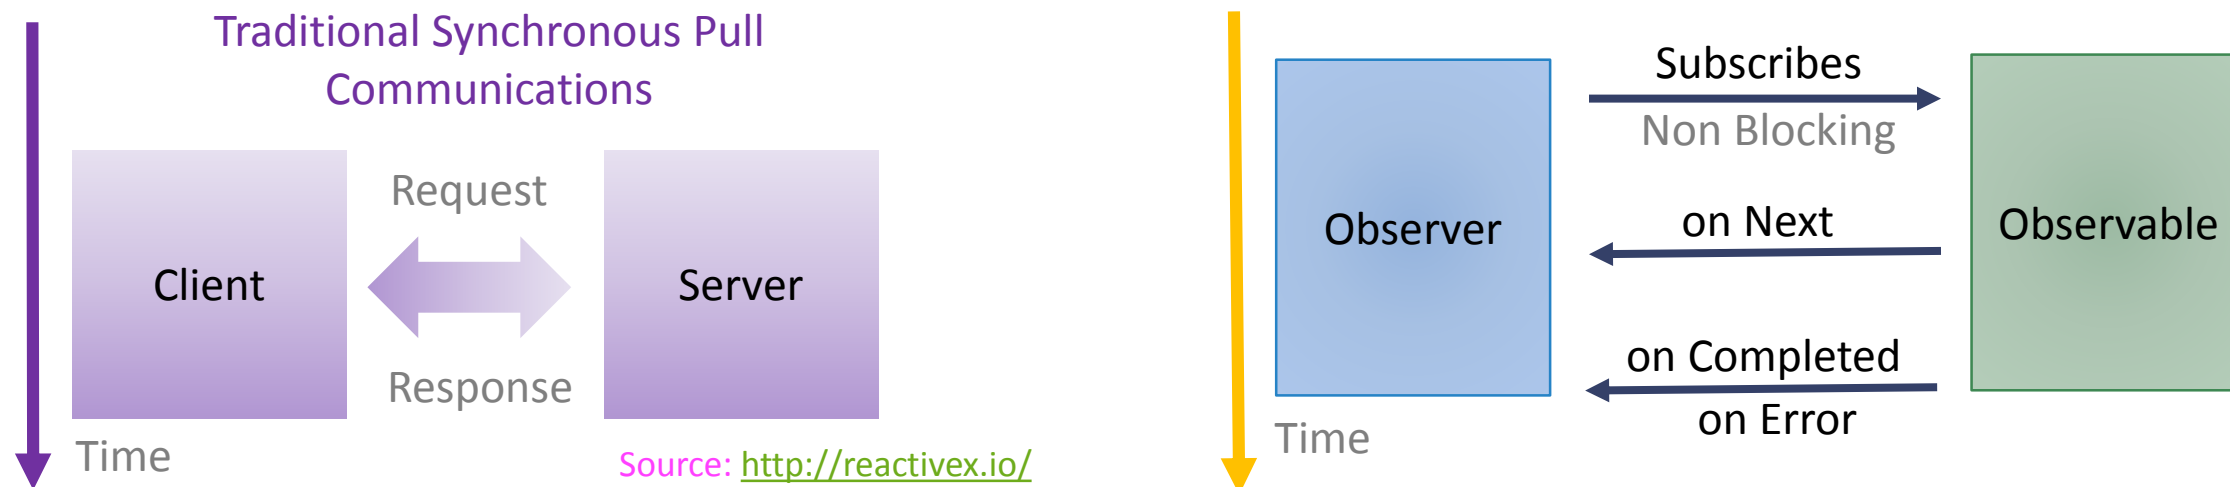 Traditional Synchronous Pull
Communications
Request
Client
Server
Response
Time
Source: http://reactivex.io/
Subscribes
Non Blocking
Observer
on Next
Observable
on Completed
on Error
Time